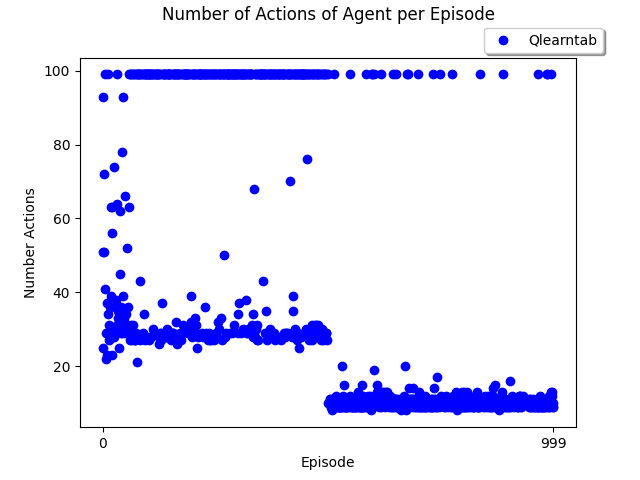 Number of Actions of Agent per Episode
Qlearntab
100
80
60
40
20
Number Actions
0
999
Episode